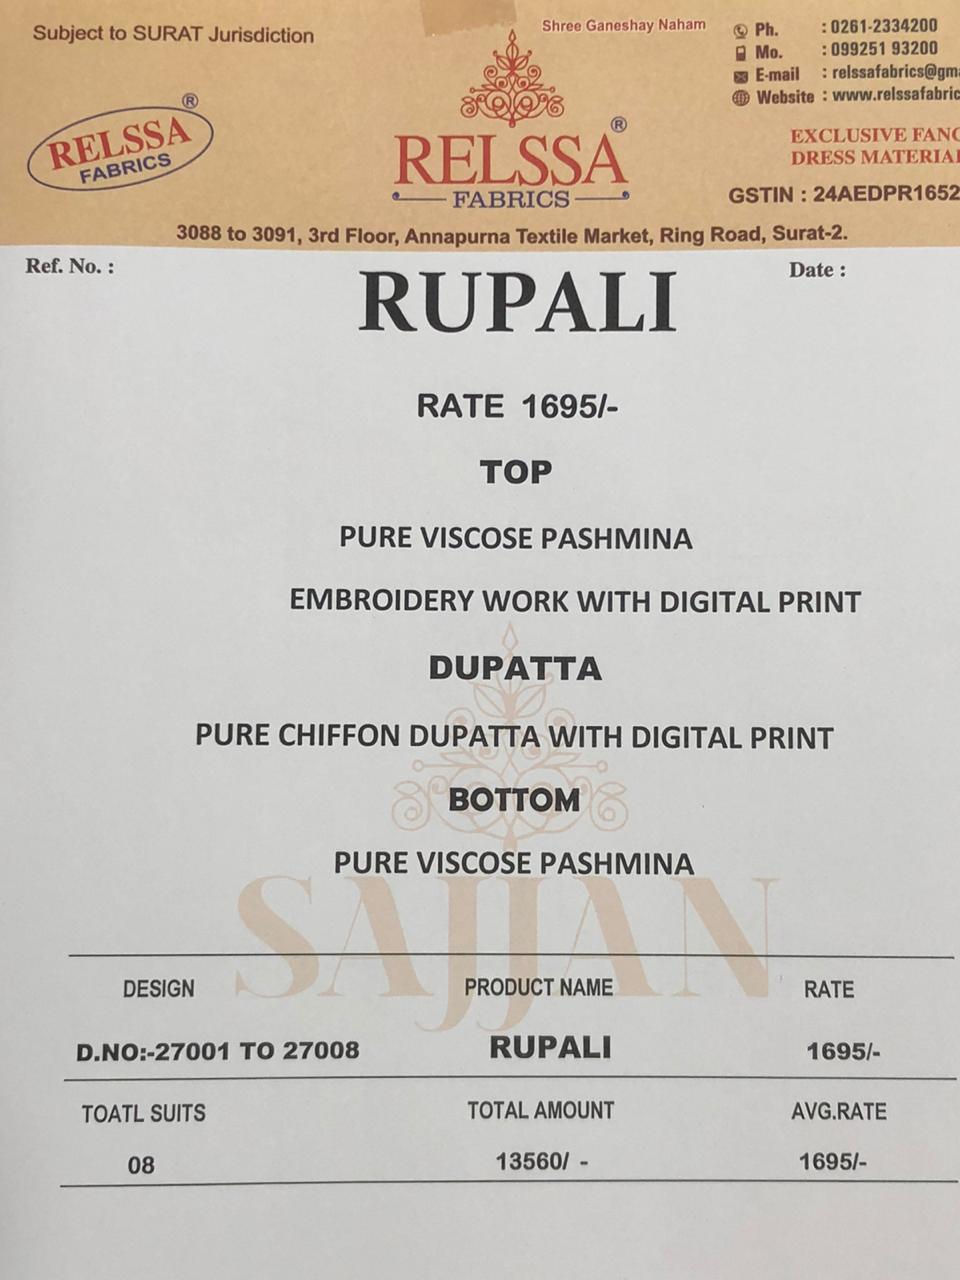 Subject to SURAT Jurisdiction
Shree Ganeshay Naham
Ph. : 0261-2334200
Mo. : 099251 93200
E-mail : relssafabrics@gm
Website : www.relssafabric
RELSSA ®
FABRICS
RELSSA ®
FABRICS
EXCLUSIVE FANC
DRESS MATERIA
GSTIN : 24AEDPR1652
3088 to 3091, 3rd Floor, Annapurna Textile Market, Ring Road, Surat-2.
Ref. No. :
Date :
RUPALI
RATE 1695/-
TOP
PURE VISCOSE PASHMINA
EMBROIDERY WORK WITH DIGITAL PRINT
DUPATTA
PURE CHIFFON DUPATTA WITH DIGITAL PRINT
BOTTOM
PURE VISCOSE PASHMINA
SAJJAN
DESIGN PRODUCT NAME RATE
D.NO:-27001 TO 27008 RUPALI 1695/-
TOATL SUITS TOTAL AMOUNT AVG.RATE
08 13560/ - 1695/-